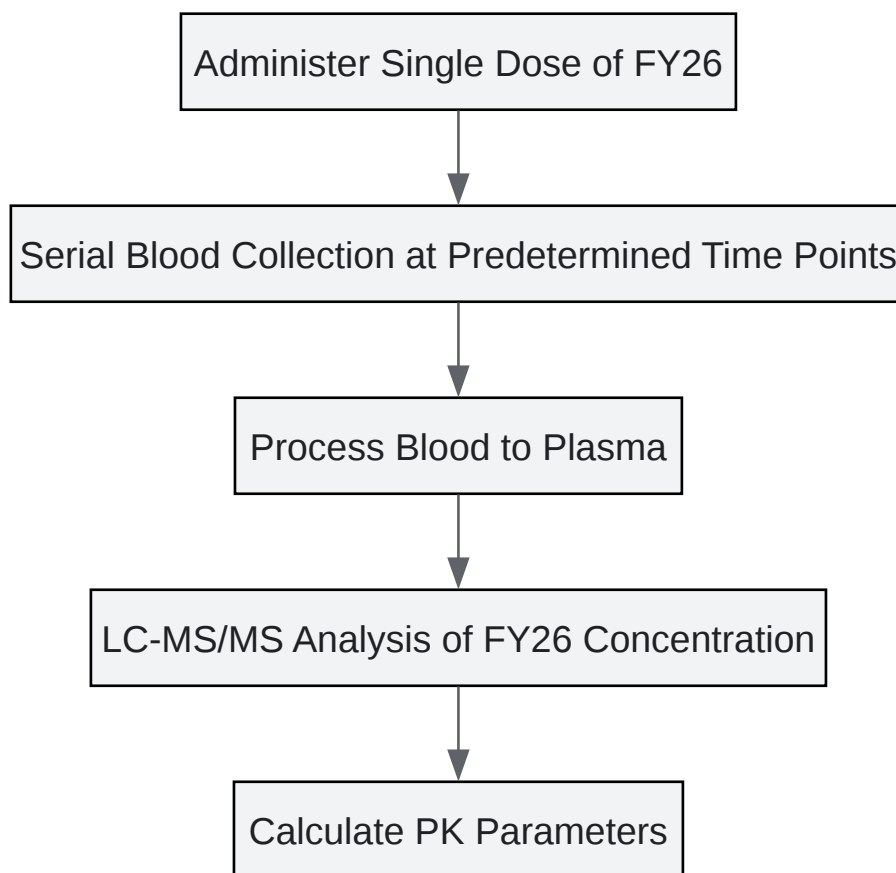 Administer Single Dose of FY26
Serial Blood Collection at Predetermined Time Points
Process Blood to Plasma
LC-MS/MS Analysis of FY26 Concentration
Calculate PK Parameters